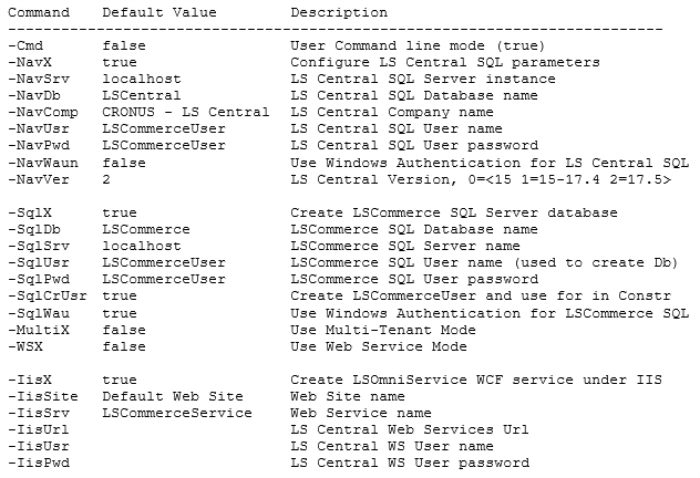 Command    Default Value         Description
-------------------------------------------------------------------------------
-Cmd       false                 User Command line mode (true)
-NavX      true                  Configure LS Central SQL parameters
-NavSrv    localhost             LS Central SQL Server instance
-NavDb     LSCentral             LS Central SQL Database name
-NavComp   CRONUS - LS Central   LS Central Company name
-NavUsr    LSCommerceUser        LS Central SQL User name
-NavPwd    LSCommerceUser        LS Central SQL User password
-NavWaun   false                 Use Windows Authentication for LS Central SQL
-NavVer    2                     LS Central Version, 0=<15 1=15-17.4 2=17.5>

-SqlX      true                  Create LSCommerce SQL Server database
-SqlDb     LSCommerce            LSCommerce SQL Database name
-SqlSrv    localhost             LSCommerce SQL Server name
-SqlUsr    LSCommerceUser        LSCommerce SQL User name (used to create Db)
-SqlPwd    LSCommerceUser        LSCommerce SQL User password
-SqlCrUsr  true                  Create LSCommerceUser and use for in Constr
-SqlWau    true                  Use Windows Authentication for LSCommerce SQL
-MultiX    false                 Use Multi-Tenant Mode
-WSX       false                 Use Web Service Mode

-IisX      true                  Create LSOmniService WCF service under IIS
-IisSite   Default Web Site      Web Site name
-IisSrv    LSCommerceService     Web Service name
-IisUrl                          LS Central Web Services Url
-IisUsr                          LS Central WS User name
-IisPwd                          LS Central WS User password